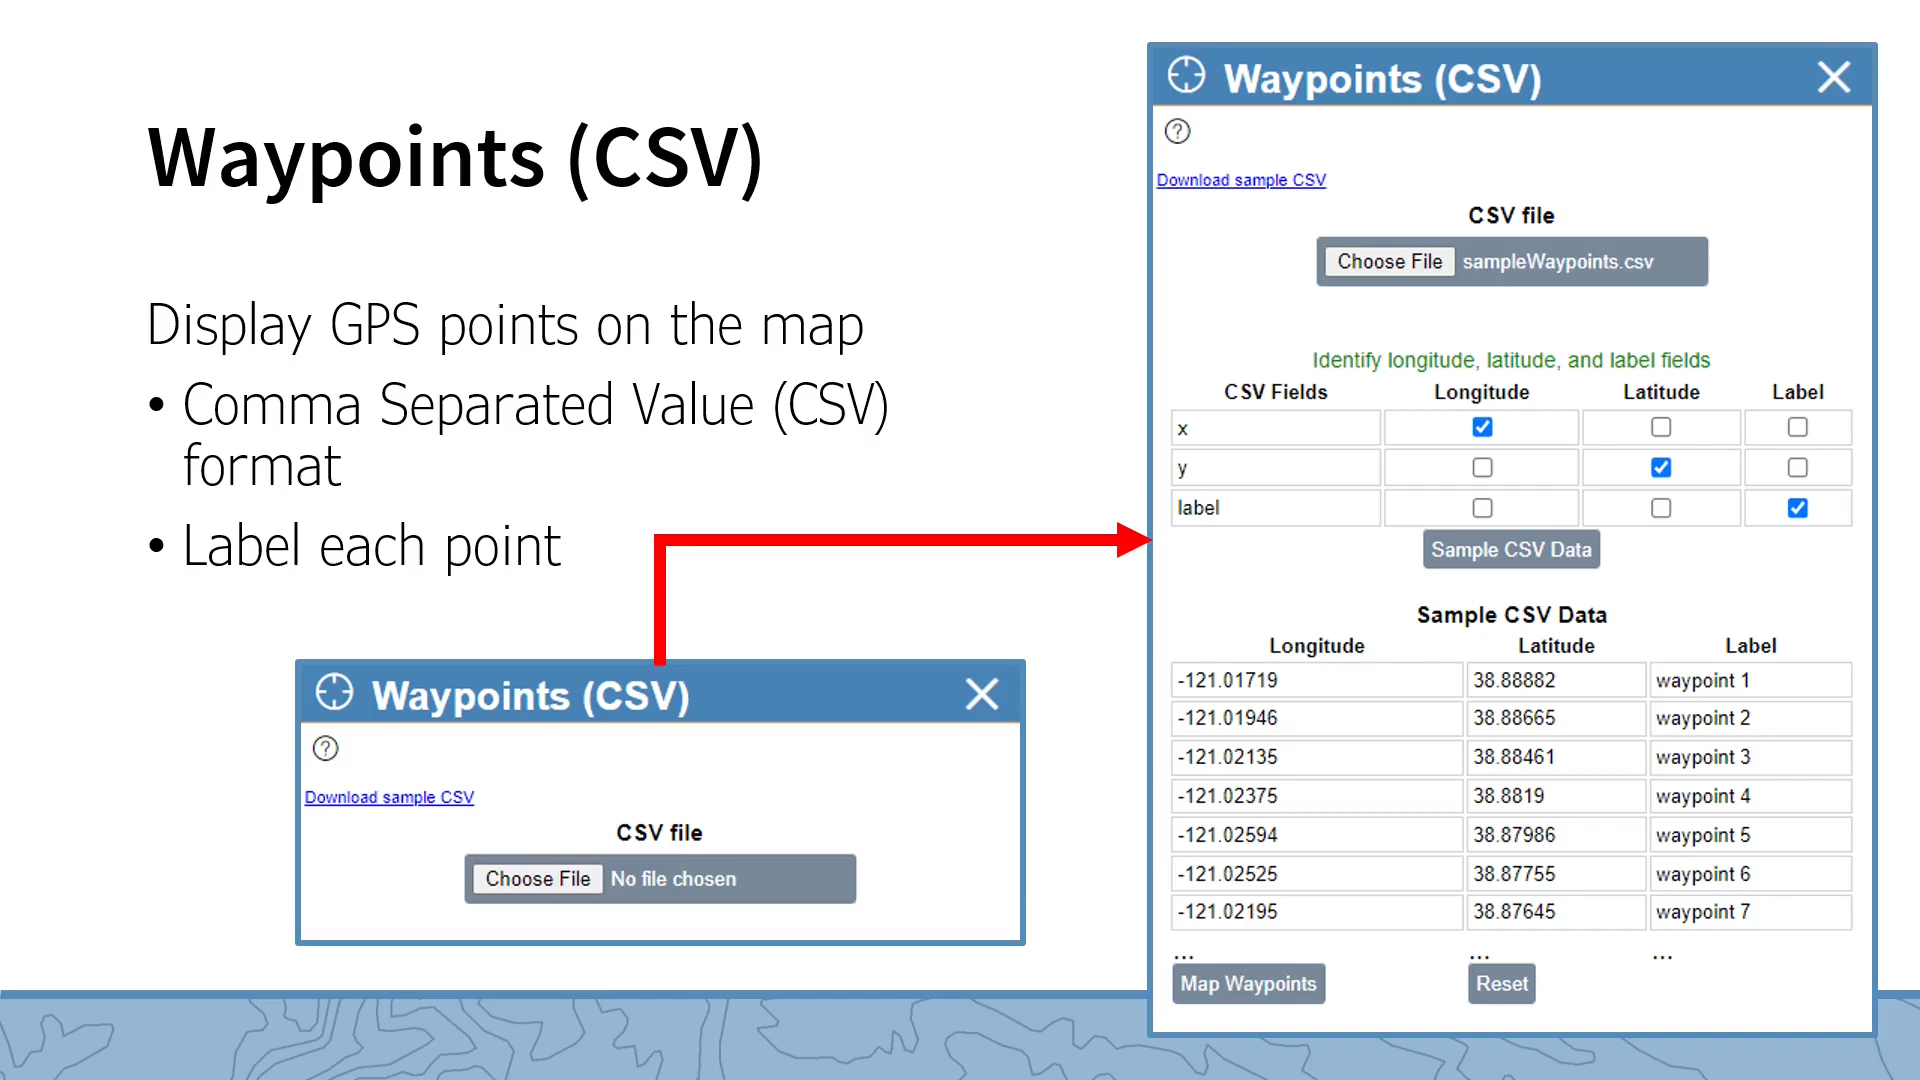 Waypoints (CSV)
Display GPS points on the map
• Comma Separated Value (CSV)
format
• Label each point
Waypoints (CSV)
?
Download sample CSV
CSV file
Choose File No file chosen
Waypoints (CSV)
?
Download sample CSV
CSV file
Choose File sampleWaypoints.csv
Identify longitude, latitude, and label fields
CSV Fields Longitude Latitude Label
x
y
label
Sample CSV Data
Sample CSV Data
Longitude Latitude Label
-121.01719 38.88882 waypoint 1
-121.01946 38.88665 waypoint 2
-121.02135 38.88461 waypoint 3
-121.02375 38.8819 waypoint 4
-121.02594 38.87986 waypoint 5
-121.02525 38.87755 waypoint 6
-121.02195 38.87645 waypoint 7
... ... ...
Map Waypoints Reset